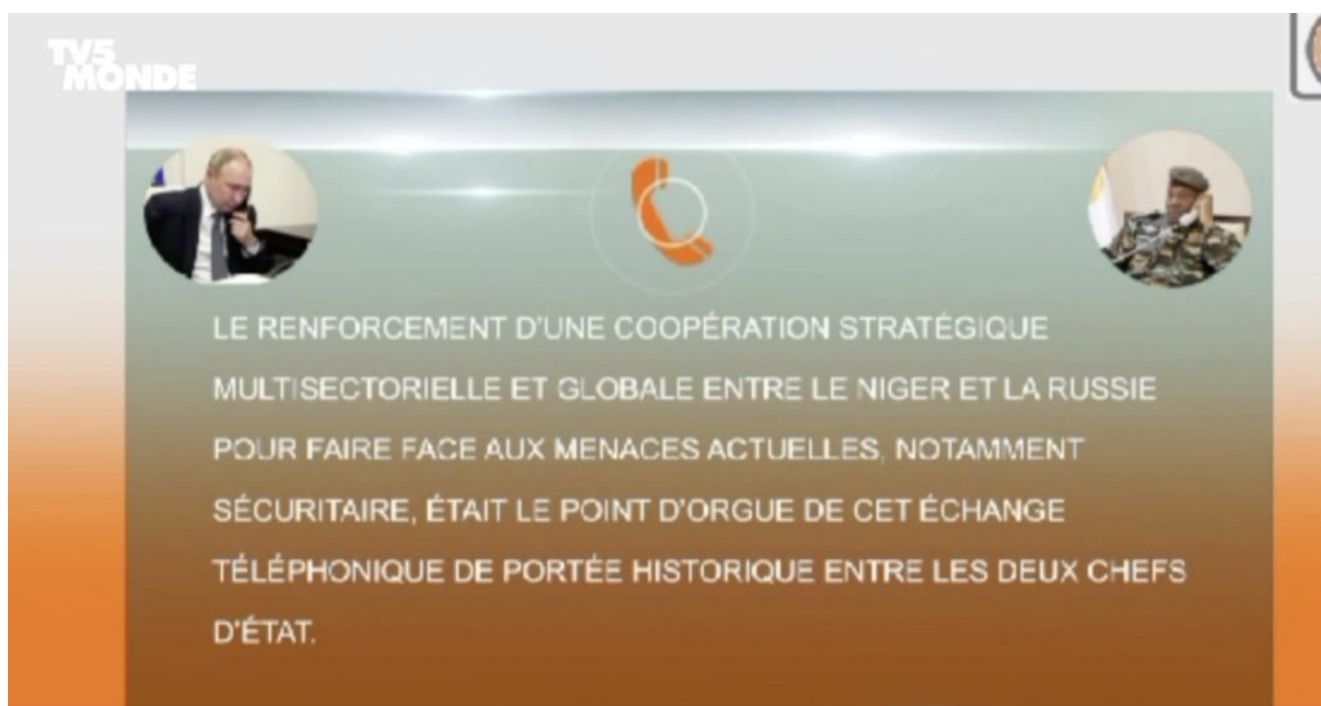 TV5
MONDE
LE RENFORCEMENT D'UNE COOPÉRATION STRATÉGIQUE
MULTISECTORIELLE ET GLOBALE ENTRE LE NIGER ET LA RUSSIE
POUR FAIRE FACE AUX MENACES ACTUELLES, NOTAMMENT
SÉCURITAIRE, ÉTAIT LE POINT D'ORGUE DE CET ÉCHANGE
TÉLÉPHONIQUE DE PORTÉE HISTORIQUE ENTRE LES DEUX CHEFS
D'ÉTAT.